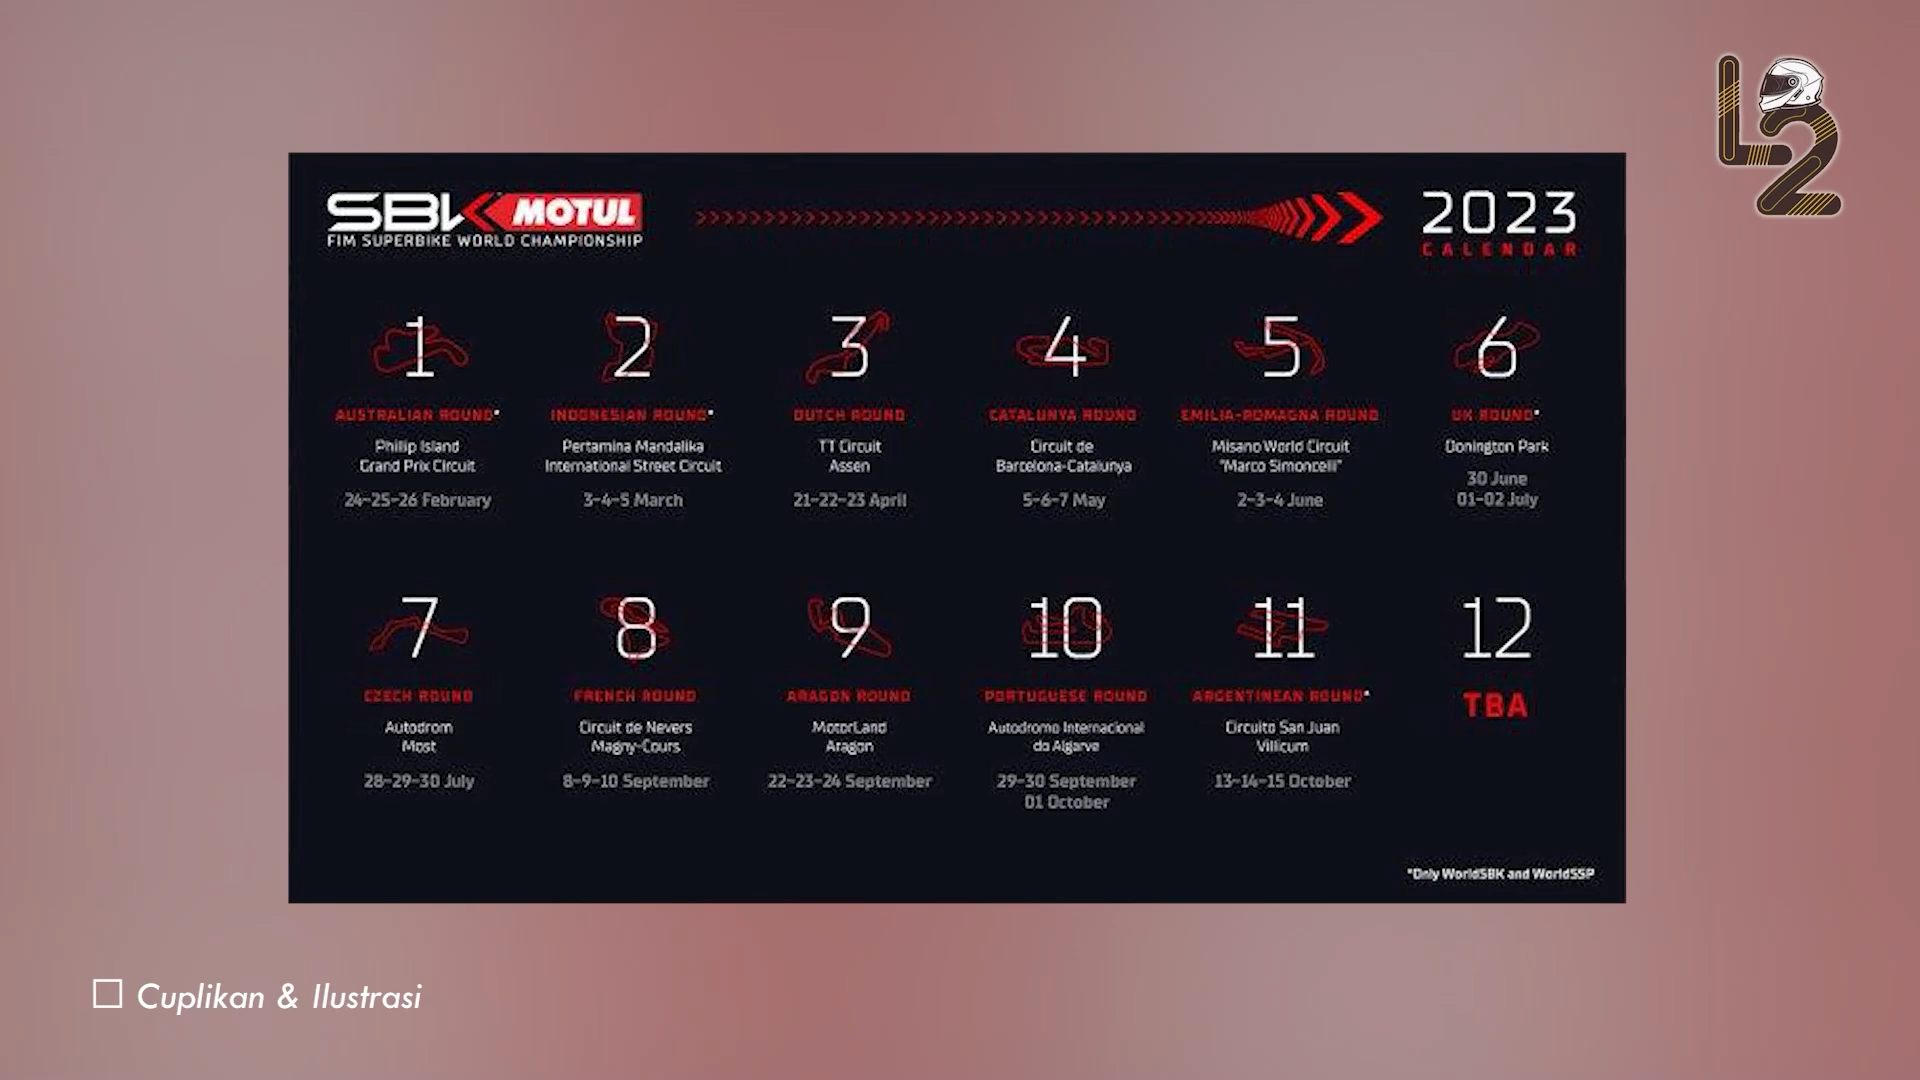 L2
SBK MOTUL
FIM SUPERBIKE WORLD CHAMPIONSHIP
2023
CALENDAR
1
AUSTRALIAN ROUND*
Phillip Island
Grand Prix Circuit
24-25-26 February
2
INDONESIAN ROUND*
Pertamina Mandalika
International Street Circuit
3-4-5 March
3
DUTCH ROUND
TT Circuit
Assen
21-22-23 April
4
CATALUNYA ROUND
Circuit de
Barcelona-Catalunya
5-6-7 May
5
EMILIA-ROMAGNA ROUND
Misano World Circuit
"Marco Simoncelli"
2-3-4 June
6
UK ROUND*
Donington Park
30 June
01-02 July
7
CZECH ROUND
Autodrom
Most
28-29-30 July
8
FRENCH ROUND
Circuit de Nevers
Magny-Cours
8-9-10 September
9
ARAGON ROUND
MotorLand
Aragon
22-23-24 September
10
PORTUGUESE ROUND
Autodromo Internacional
do Algarve
29-30 September
01 October
11
ARGENTINEAN ROUND*
Circuito San Juan
Villicum
13-14-15 October
12
TBA
*Only WorldSBK and WorldSSP
Cuplikan & Ilustrasi